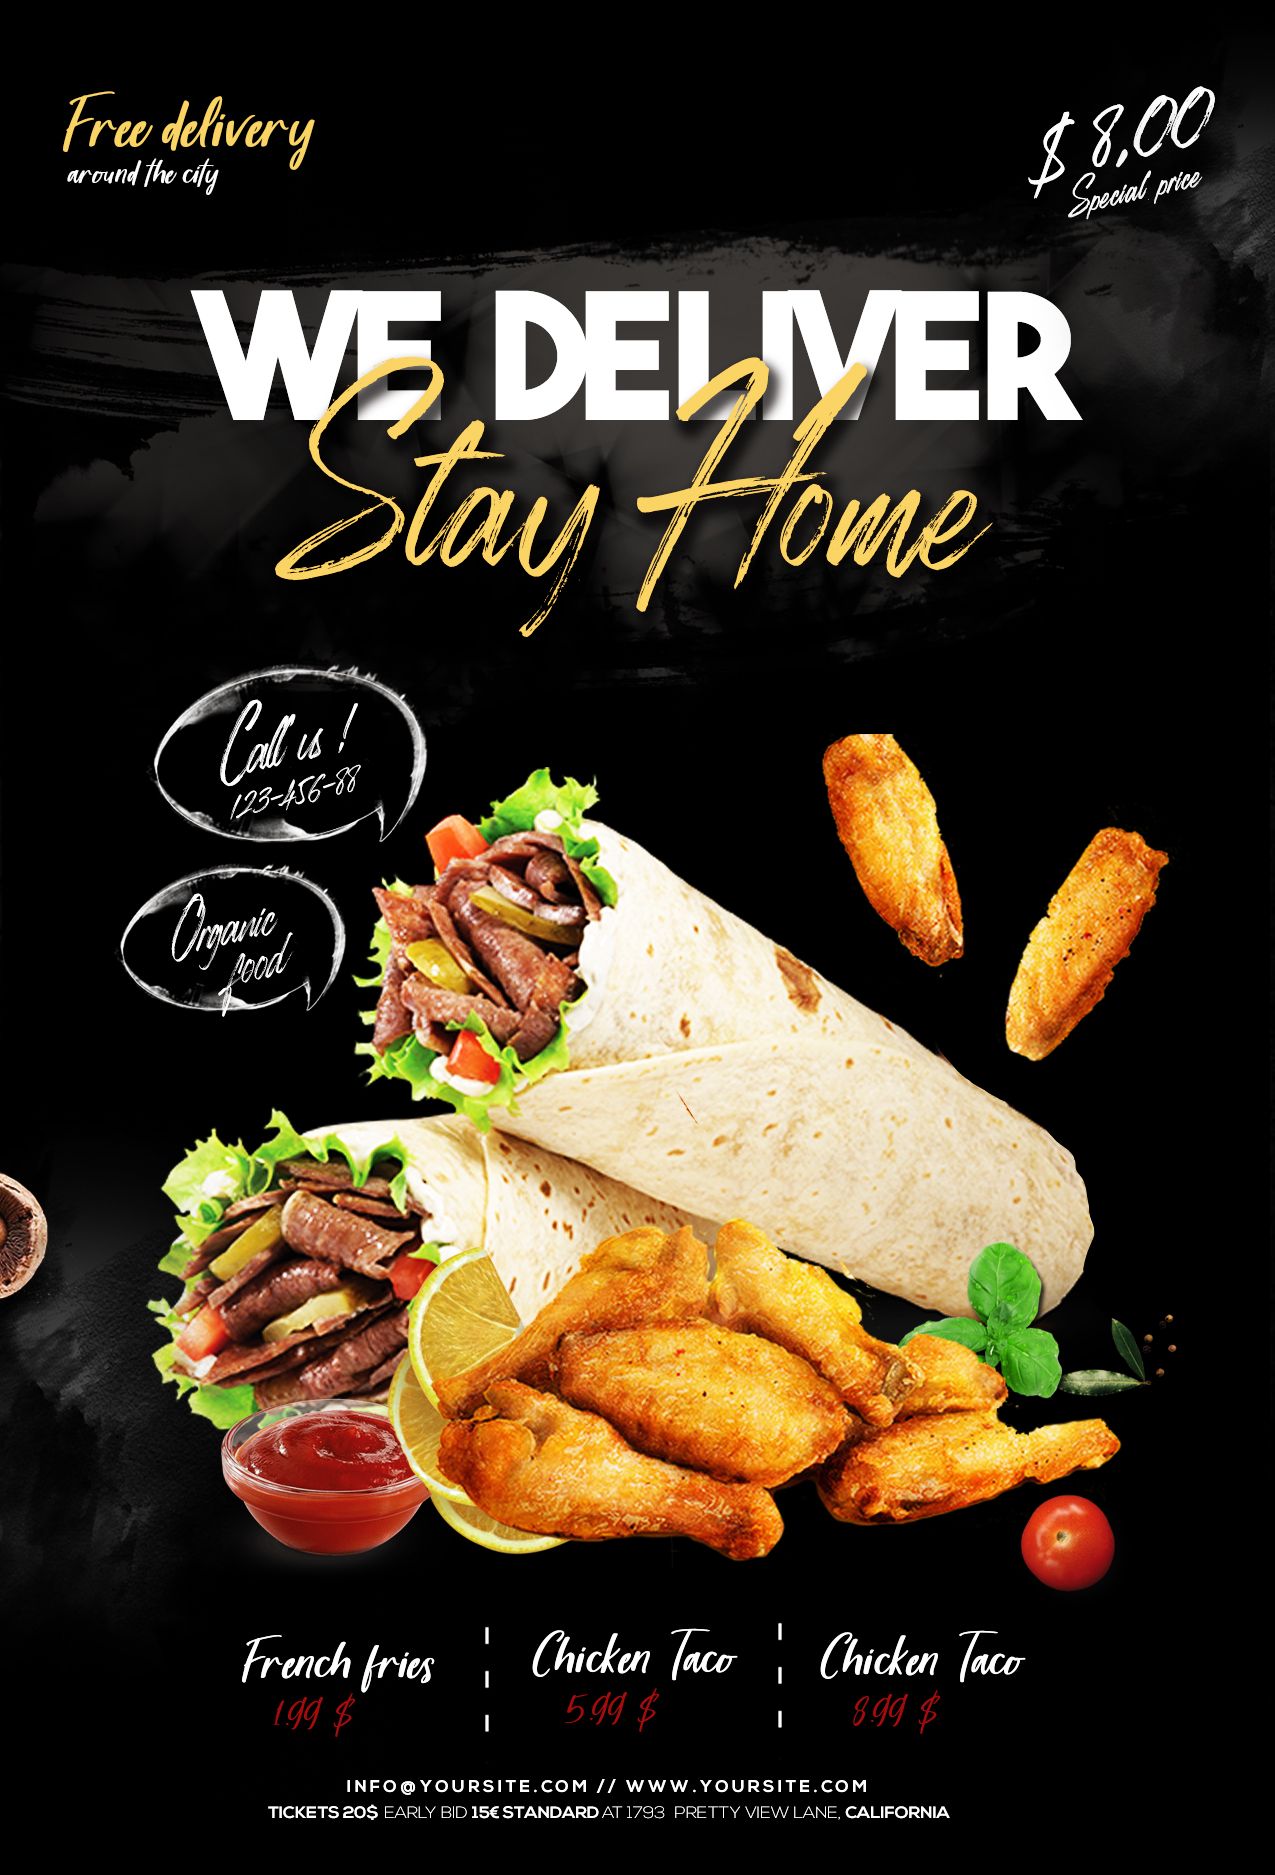 Free delivery
around the city
$ 8,00
Special price
WE DELIVER
Stay Home
Call us !
123-456-88
Organic
food
French fries
1.99 $
Chicken Taco
5.99 $
Chicken Taco
8.99 $
INFO@YOURSITE.COM // WWW.YOURSITE.COM
TICKETS 20$ EARLY BID 15€ STANDARD AT 1793 PRETTY VIEW LANE, CALIFORNIA